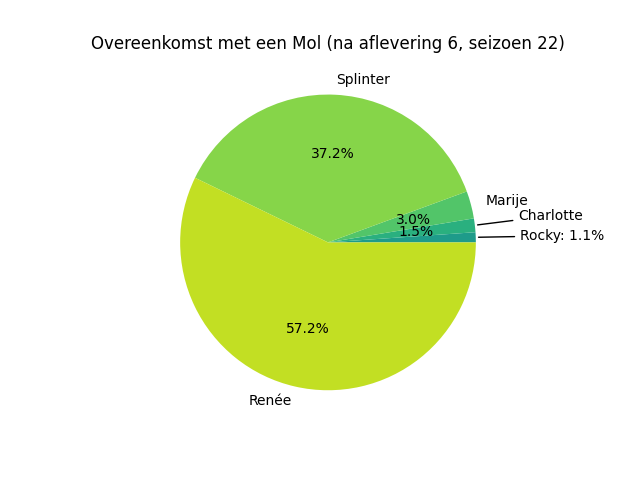 Overeenkomst met een Mol (na aflevering 6, seizoen 22)
Splinter
37.2%
Marije
3.0%
Charlotte
1.5%
Rocky: 1.1%
57.2%
Renée